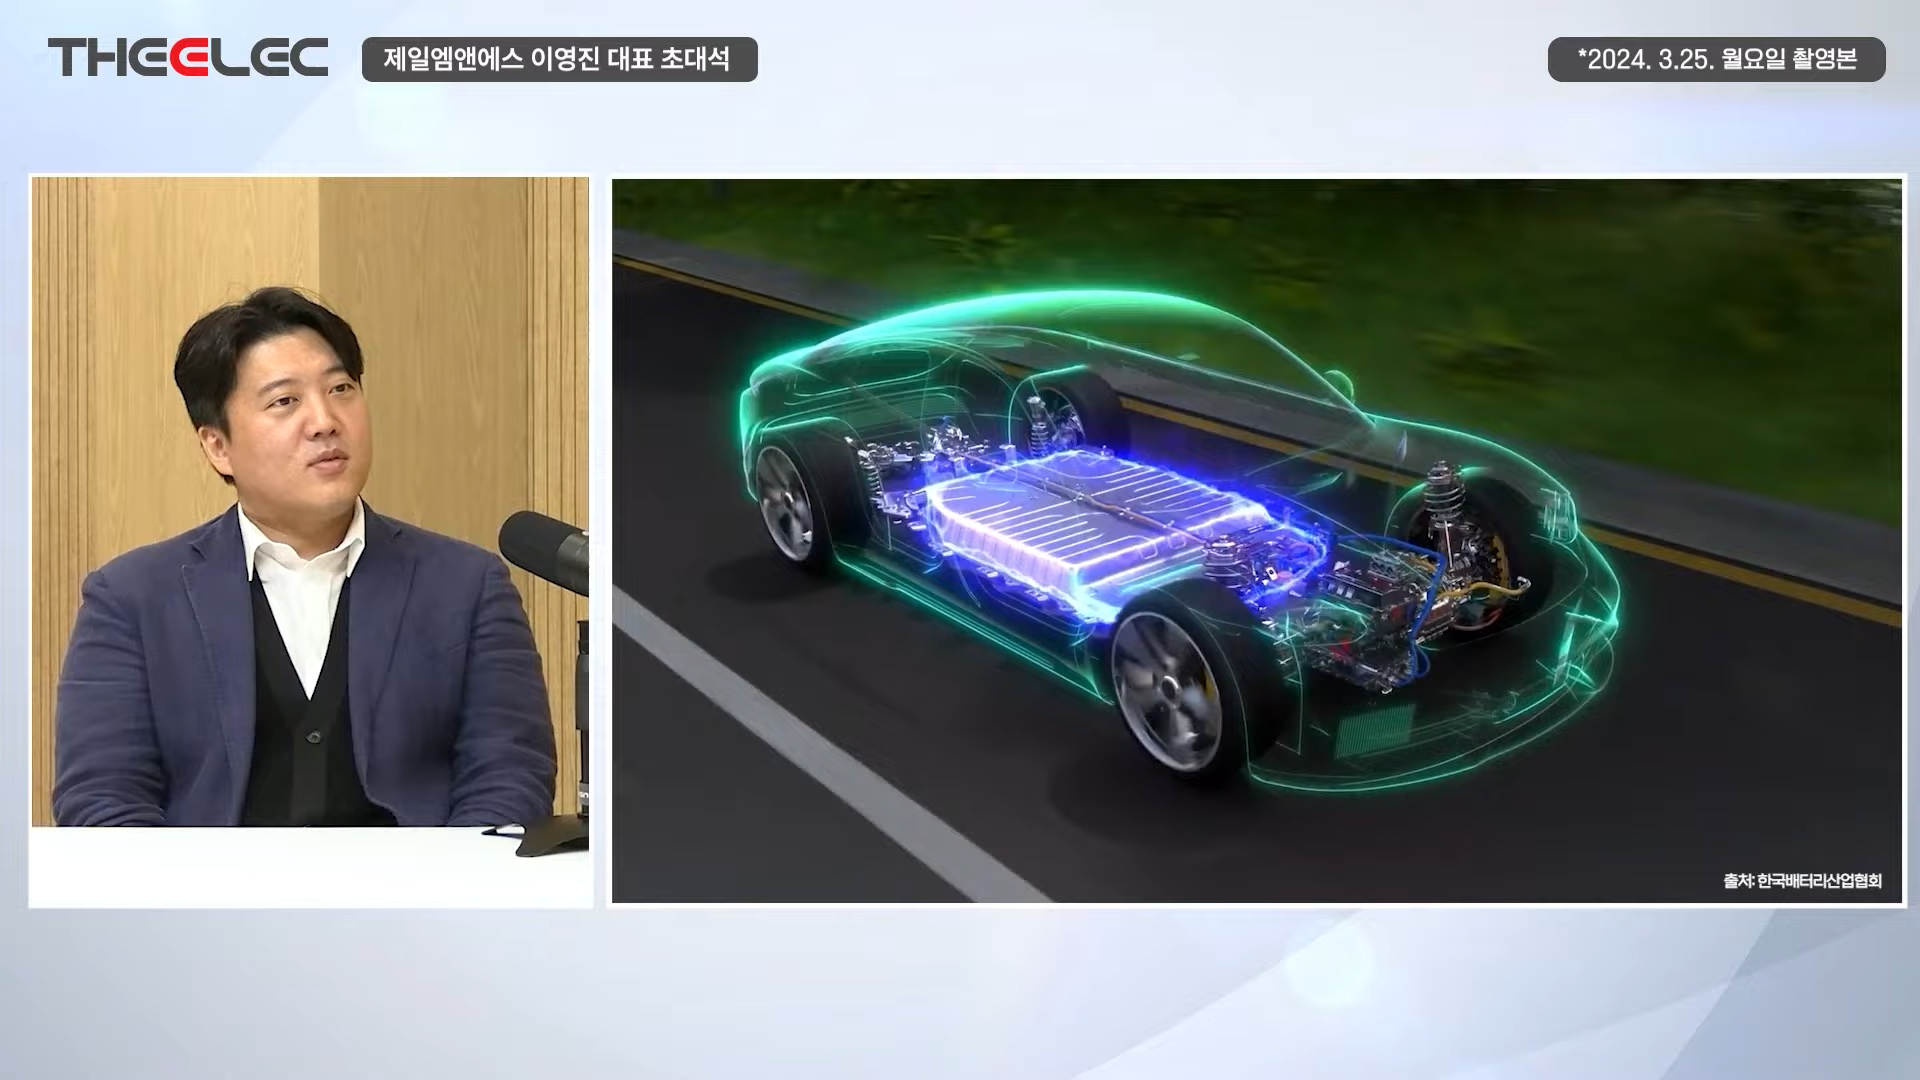 THEELEC
제일엠앤에스 이영진 대표 초대석
*2024. 3.25. 월요일 촬영본
출처: 한국배터리산업협회